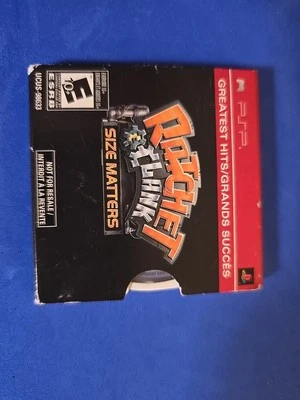 PSP
GREATEST HITS/GRANDS SUCCÈS
RATCHET
CLANK
SIZE MATTERS
E
10+
ESRB
UCUS-98633
NOT FOR RESALE /
INTERDIT À LA REVENTE